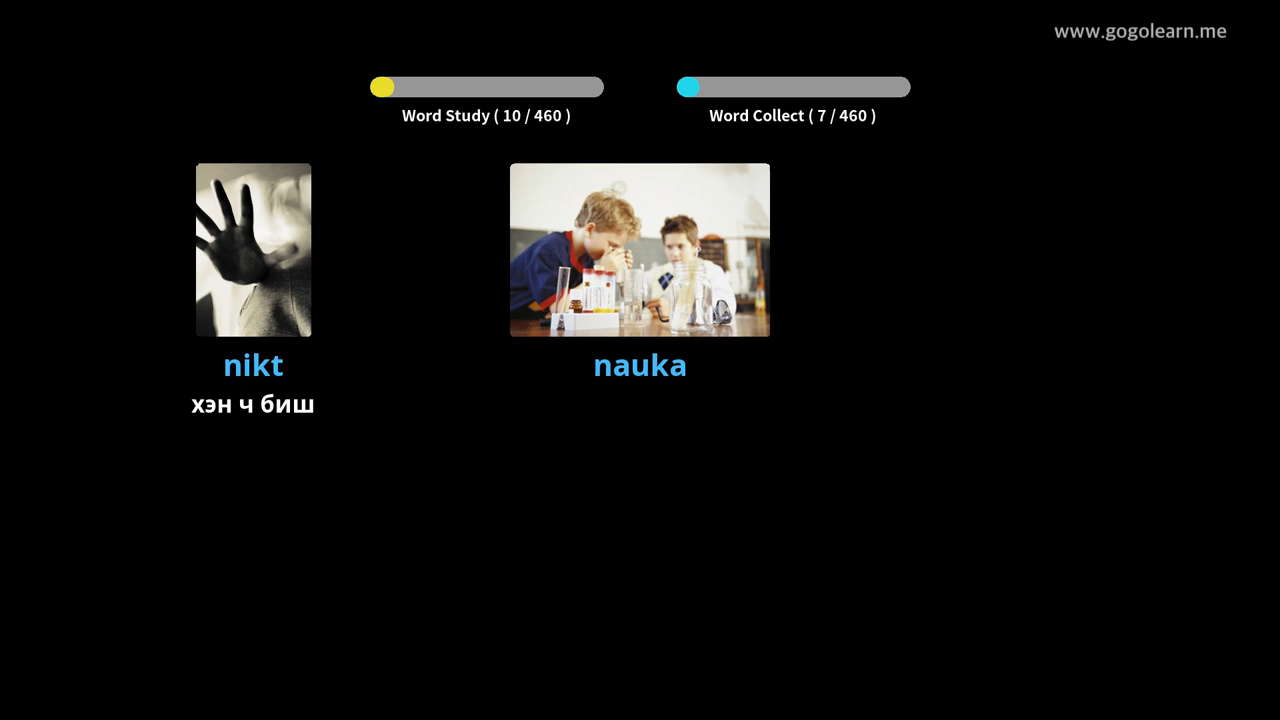 www.gogolearn.me
Word Study ( 10 / 460 )
Word Collect ( 7 / 460 )
nikt
nauka
хэн ч биш